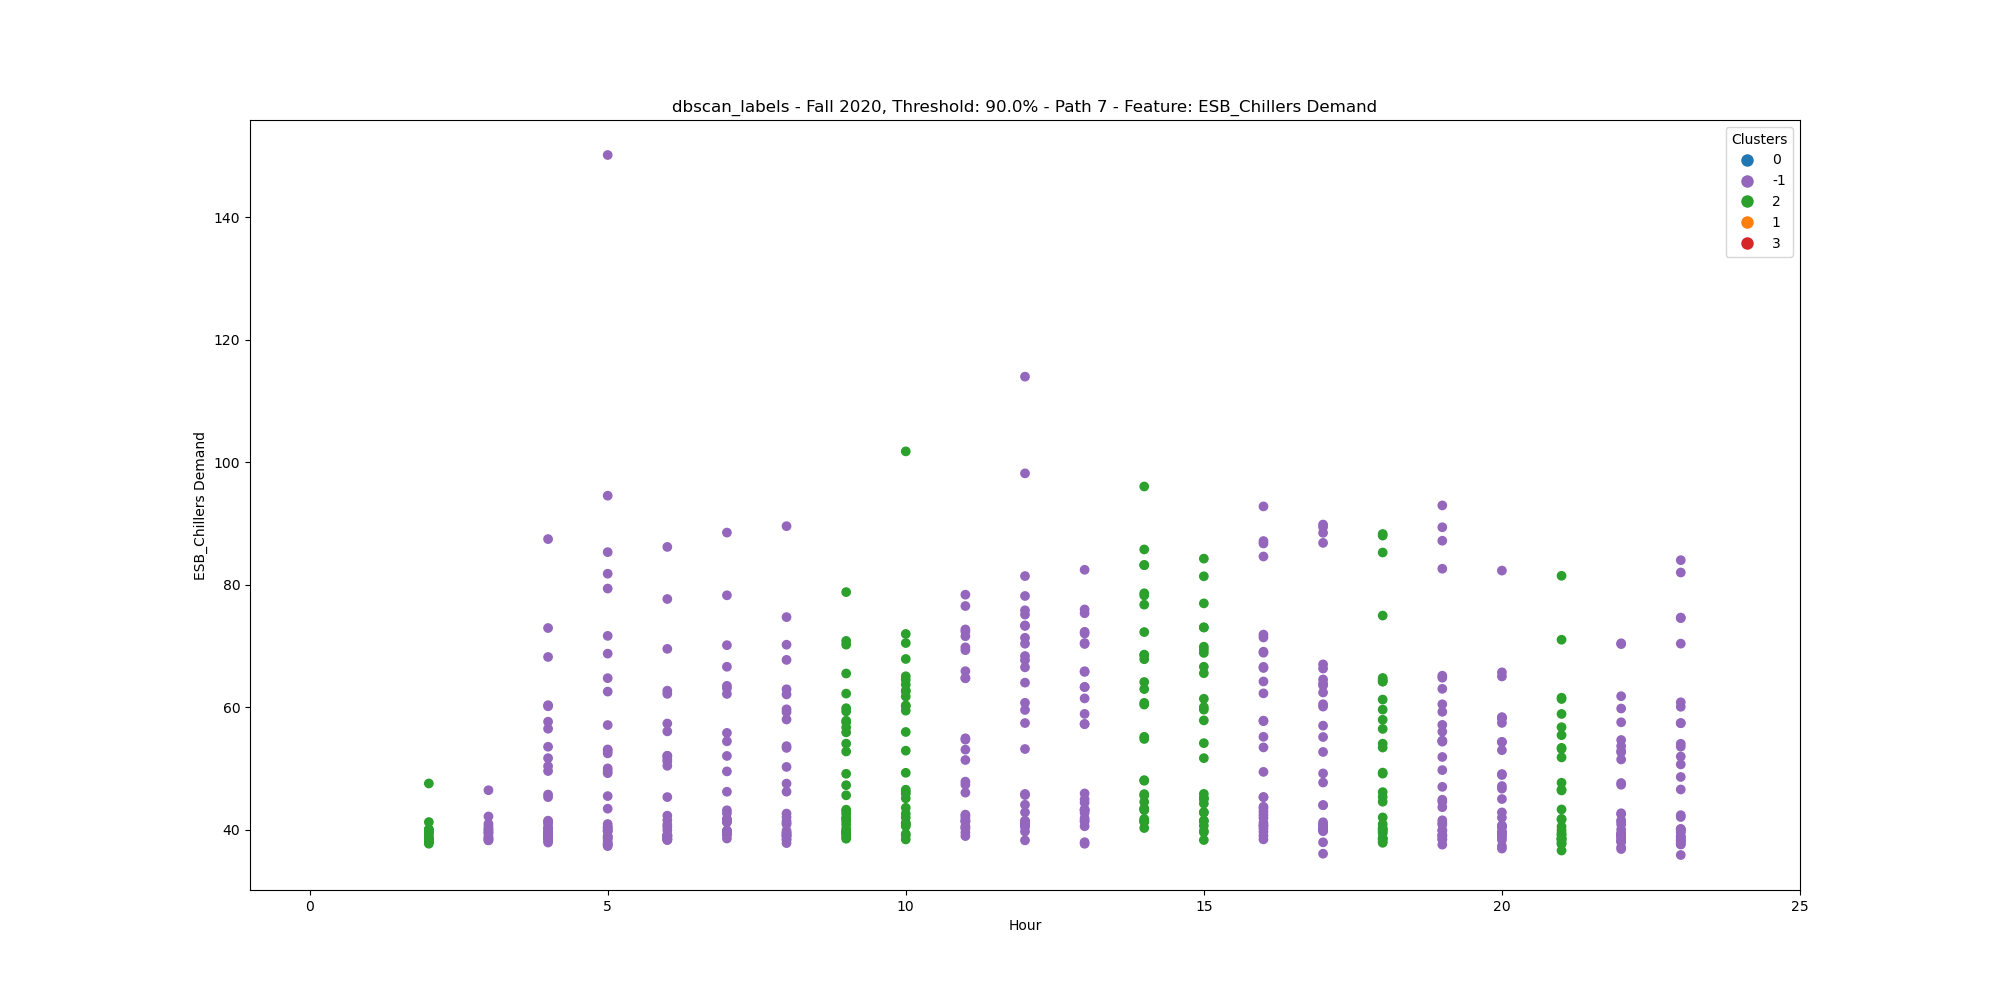 dbscan_labels - Fall 2020, Threshold: 90.0% - Path 7 - Feature: ESB_Chillers Demand
Clusters
0
-1
2
1
3
ESB_Chillers Demand
140
120
100
80
60
40
0 5 10 15 20 25
Hour